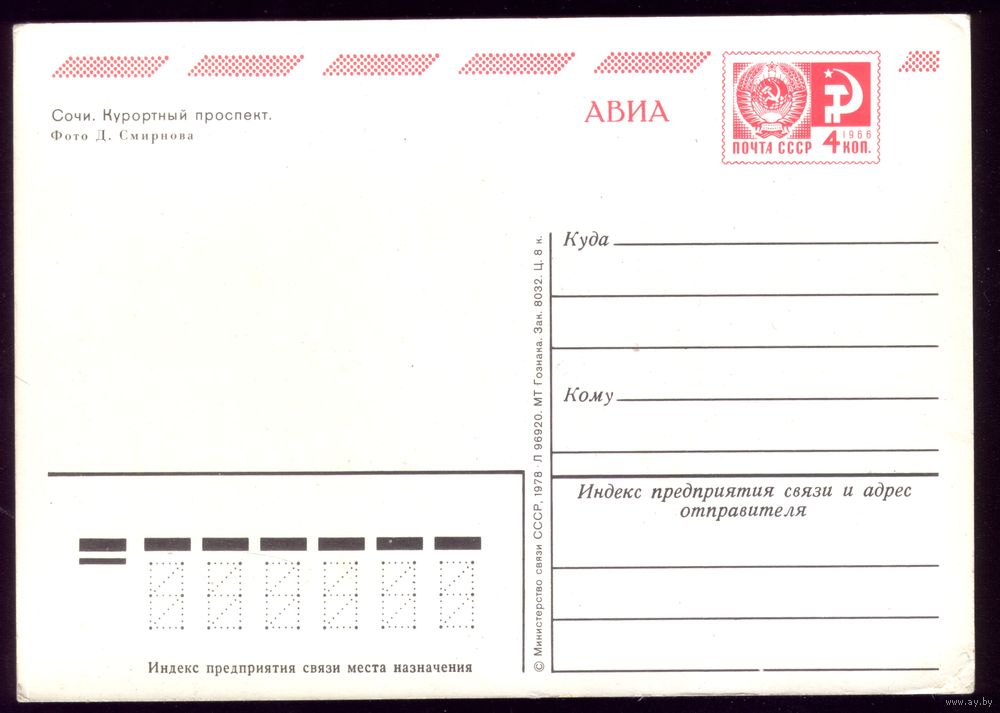 Сочи. Курортный проспект.
Фото Д. Смирнова
АВИА
ПОЧТА СССР
1966
4 КОП.
Куда
Кому
© Министерство связи СССР, 1978 Л 96920. МТ Гознака. Зак. 8032. Ц. 8 к.
Индекс предприятия связи и адрес
отправителя
Индекс предприятия связи места назначения
www.ay.by